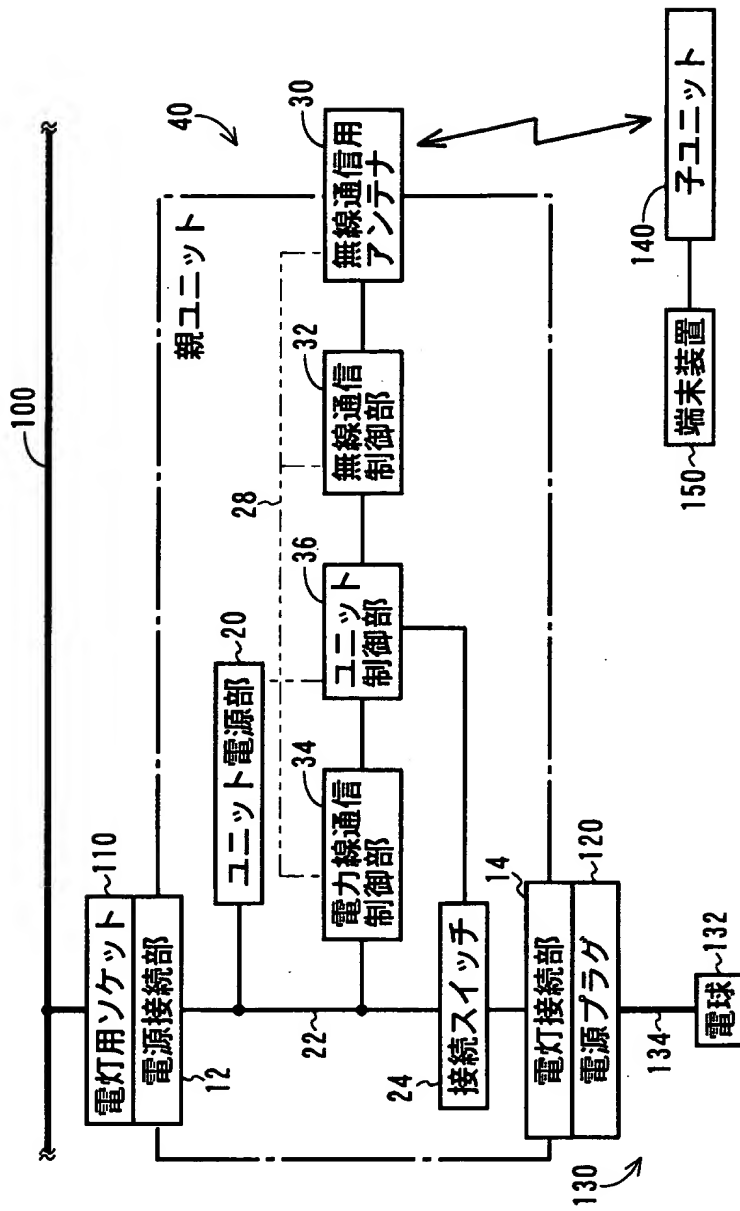 100
40
親ユニット
電灯用ソケット
110
電源接続部
12
ユニット電源部
20
28
22
電力線通信
制御部
34
ユニット
制御部
36
無線通信
制御部
32
無線通信用
アンテナ
30
接続スイッチ
24
電灯接続部
14
電源プラグ
120
130
134
電球
132
端末装置
150
子ユニット
140